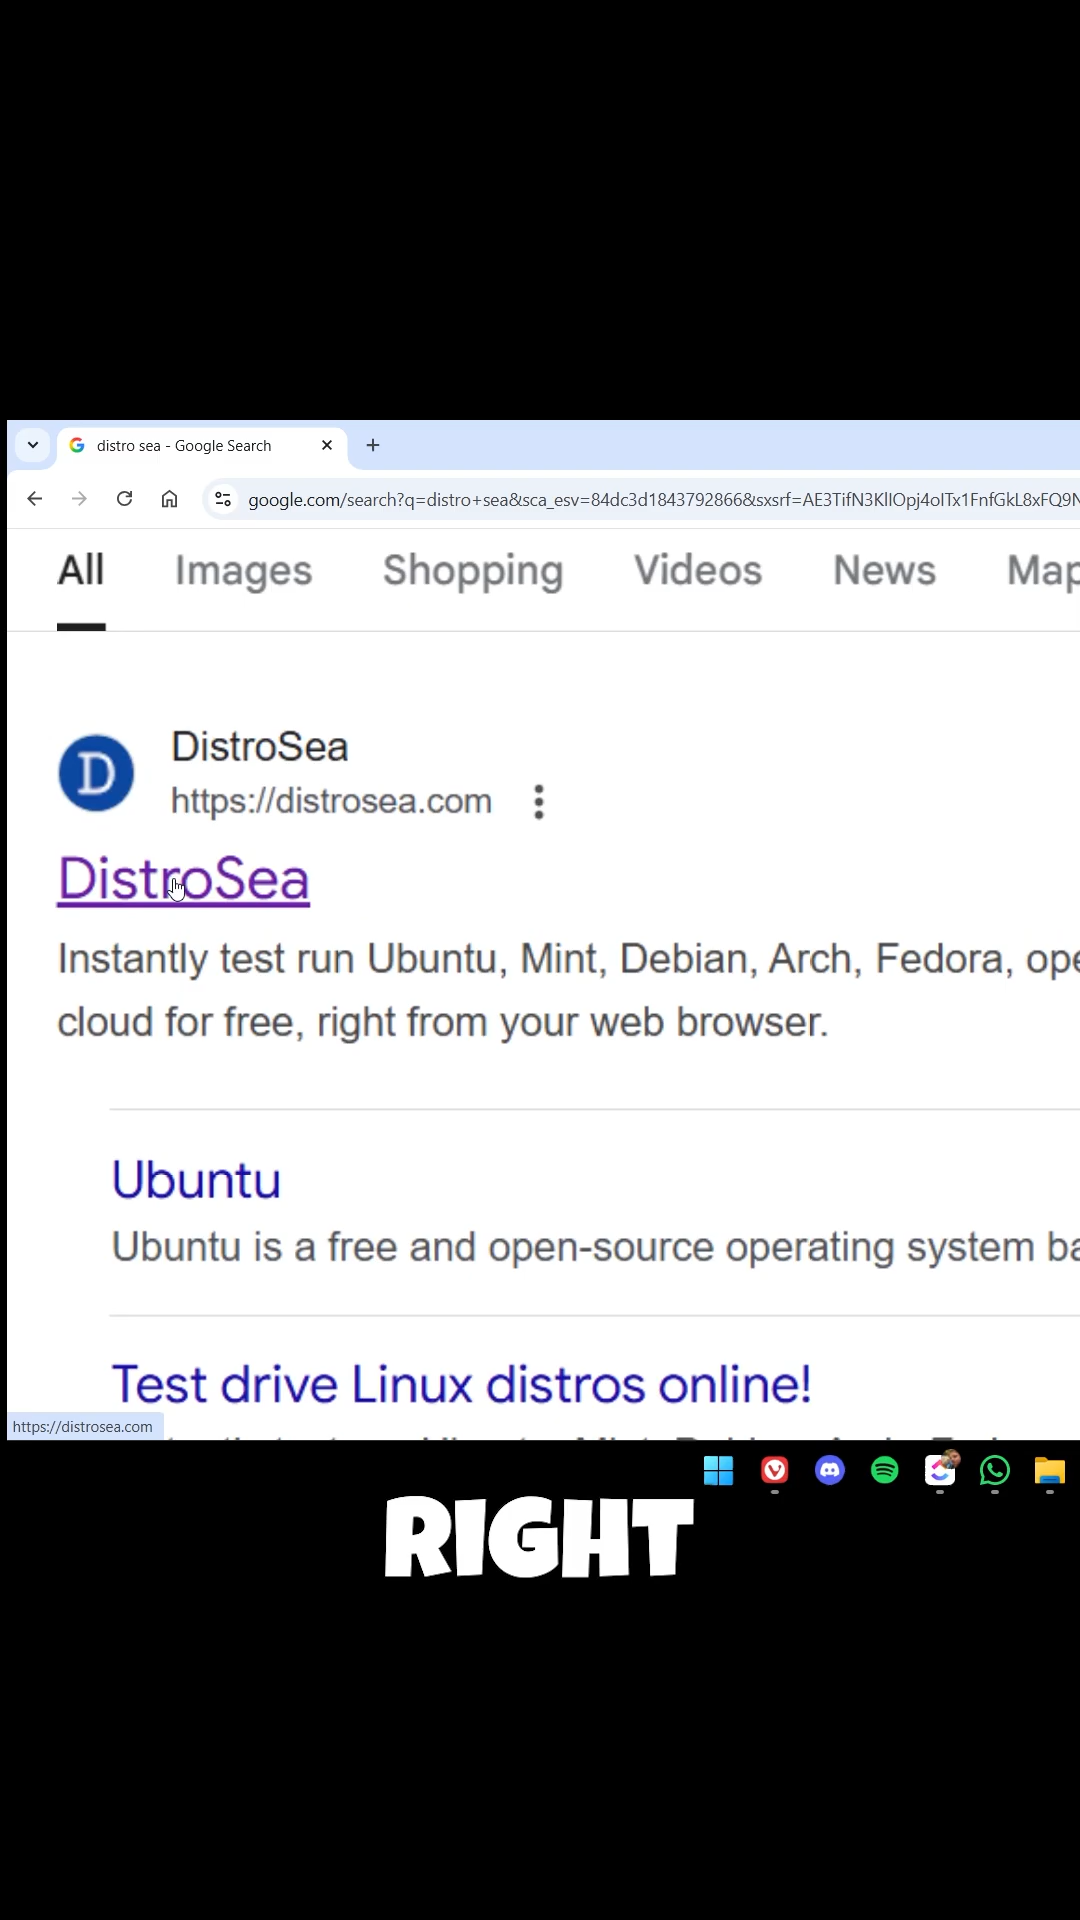 distro sea - Google Search
google.com/search?q=distro+sea&sca_esv=84dc3d1843792866&sxsrf=
All Images Shopping Videos News Map
D DistroSea
https://distrosea.com
DistroSea
Instantly test run Ubuntu, Mint, Debian, Arch, Fedora, ope
cloud for free, right from your web browser.
Ubuntu
Ubuntu is a free and open-source operating system ba
Test drive Linux distros online!
https://distrosea.com
RIGHT